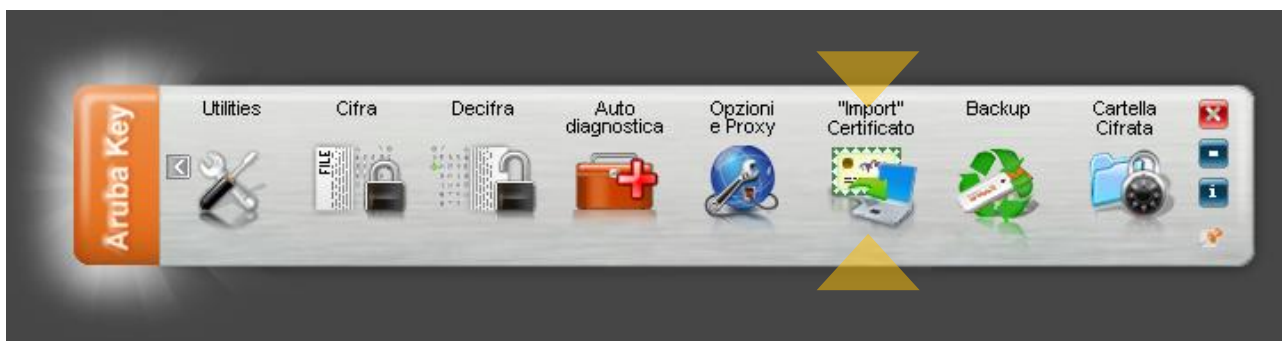 Aruba Key
Utilities
Cifra
Decifra
Auto
diagnostica
Opzioni
e Proxy
"Import"
Certificato
Backup
Cartella
Cifrata
FILE